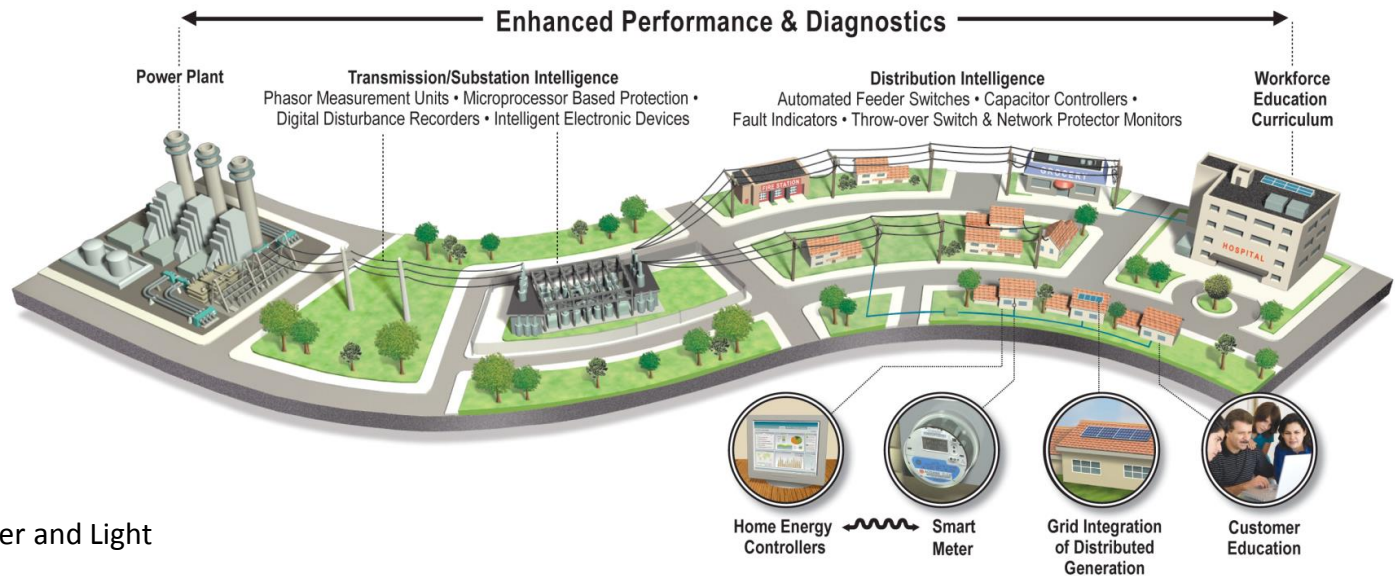 Enhanced Performance & Diagnostics
Power Plant
Transmission/Substation Intelligence
Phasor Measurement Units • Microprocessor Based Protection •
Digital Disturbance Recorders • Intelligent Electronic Devices
Distribution Intelligence
Automated Feeder Switches • Capacitor Controllers •
Fault Indicators • Throw-over Switch & Network Protector Monitors
Workforce
Education
Curriculum
FIRE STATION
GROCERY
HOSPITAL
Home Energy
Controllers
Smart
Meter
Grid Integration
of Distributed
Generation
Customer
Education
er and Light